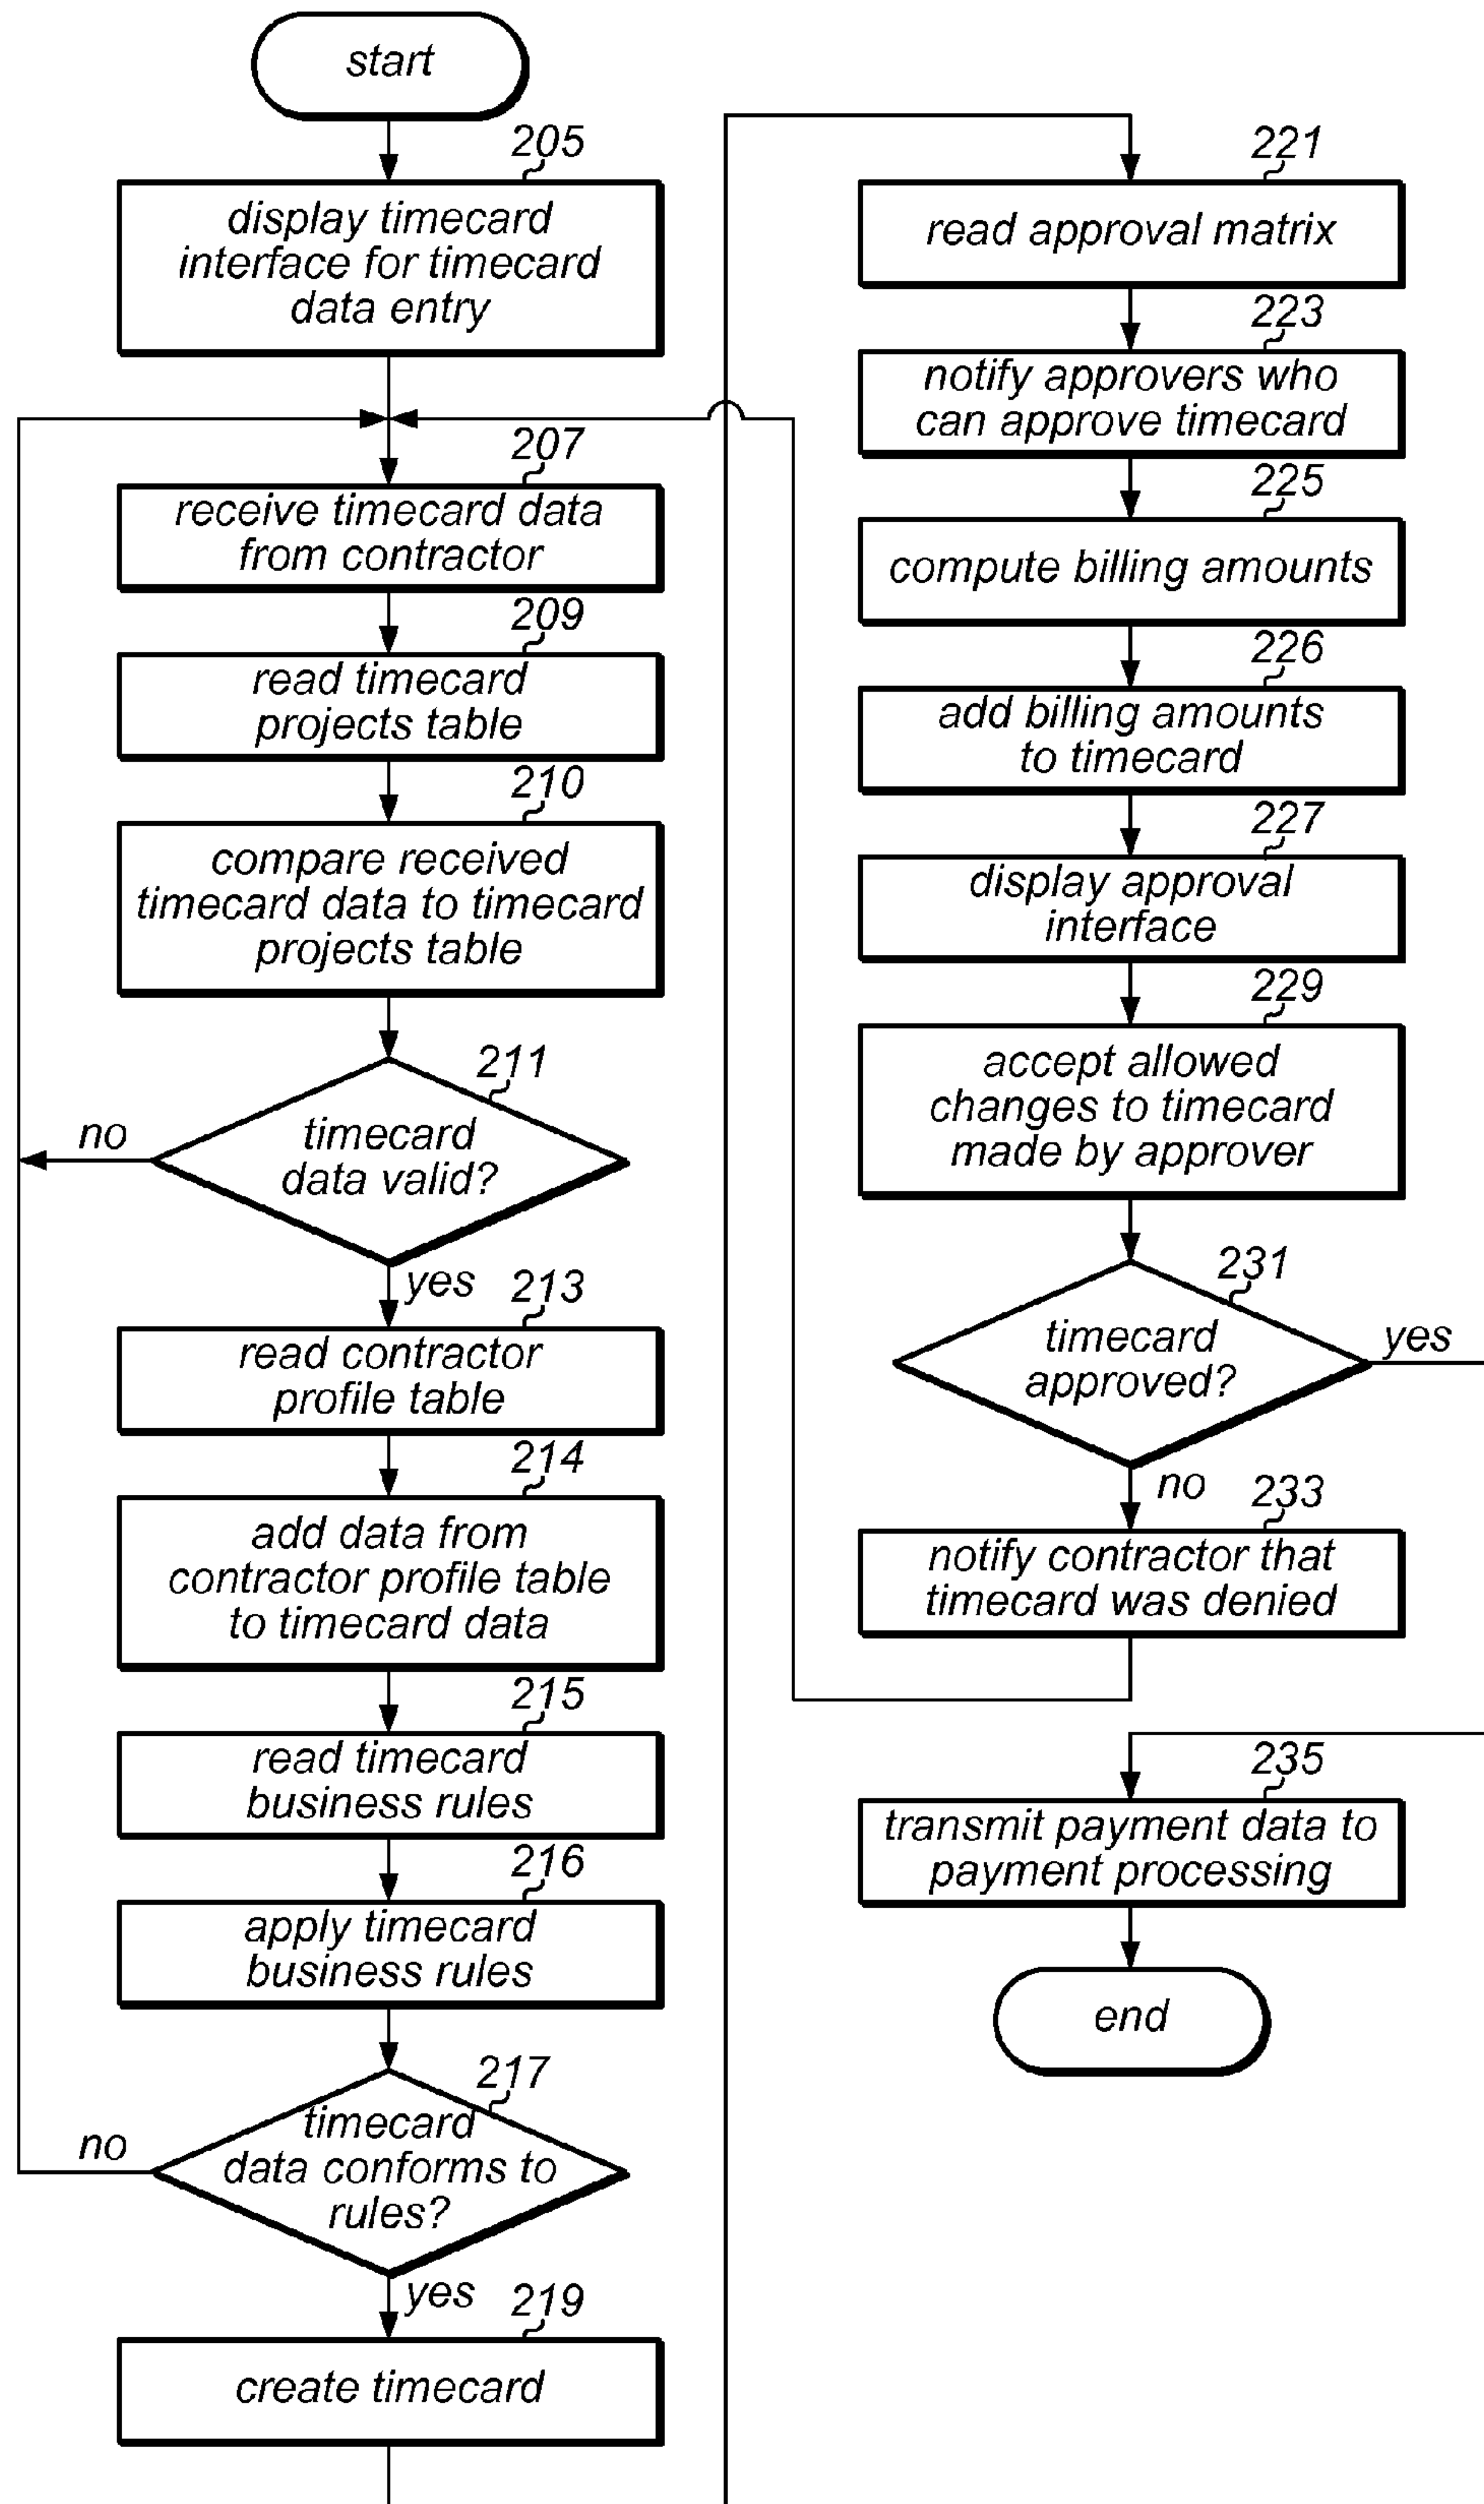 start
205
display timecard
interface for timecard
data entry
207
receive timecard data
from contractor
209
read timecard
projects table
210
compare received
timecard data to timecard
projects table
211
timecard
data valid?
no
yes
213
read contractor
profile table
214
add data from
contractor profile table
to timecard data
215
read timecard
business rules
216
apply timecard
business rules
217
timecard
data conforms to
rules?
no
yes
219
create timecard
221
read approval matrix
223
notify approvers who
can approve timecard
225
compute billing amounts
226
add billing amounts
to timecard
227
display approval
interface
229
accept allowed
changes to timecard
made by approver
231
timecard
approved?
yes
no
233
notify contractor that
timecard was denied
235
transmit payment data to
payment processing
end